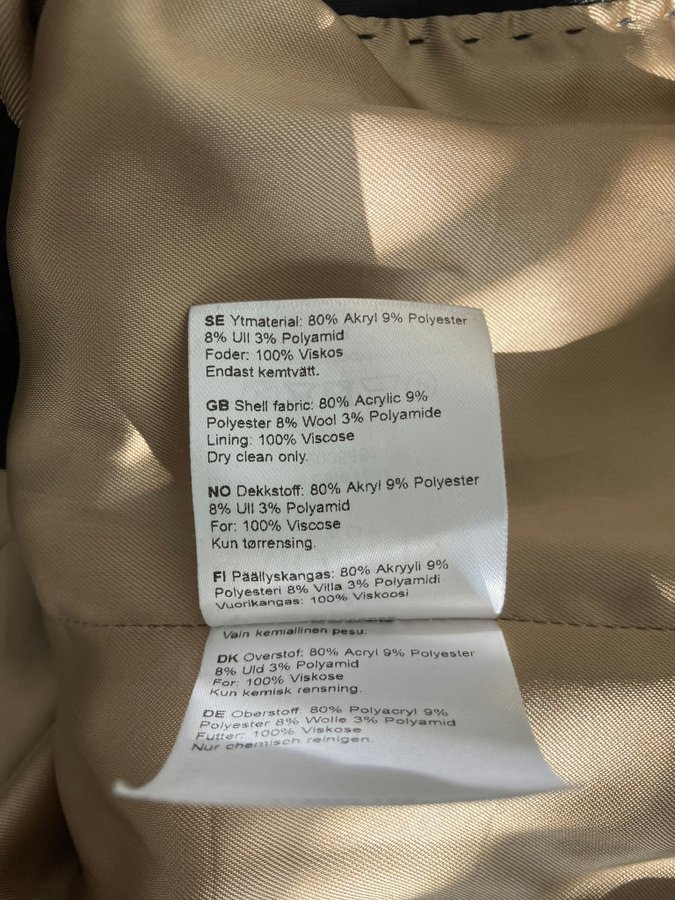 SE Ytmaterial: 80% Akryl 9% Polyester
8% Ull 3% Polyamid
Foder: 100% Viskos
Endast kemtvätt.
GB Shell fabric: 80% Acrylic 9%
Polyester 8% Wool 3% Polyamide
Lining: 100% Viscose
Dry clean only.
NO Dekkstoff: 80% Akryl 9% Polyester
8% Ull 3% Polyamid
For: 100% Viscose
Kun tørrensing.
FI Päällyskangas: 80% Akryyli 9%
Polyesteri 8% Villa 3% Polyamidi
Vuorikangas: 100% Viskoosi
Vain kemiallinen pesu.
DK Overstof: 80% Acryl 9% Polyester
8% Uld 3% Polyamid
For: 100% Viskose
Kun kemisk rensning.
DE Oberstoff: 80% Polyacryl 9%
Polyester 8% Wolle 3% Polyamid
Futter: 100% Viskose
Nur chemisch reinigen.